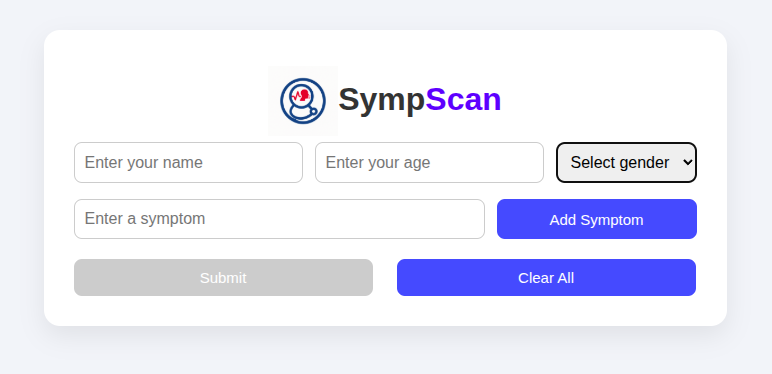 SympScan
Enter your name Enter your age Select gender
Enter a symptom Add Symptom
Submit Clear All